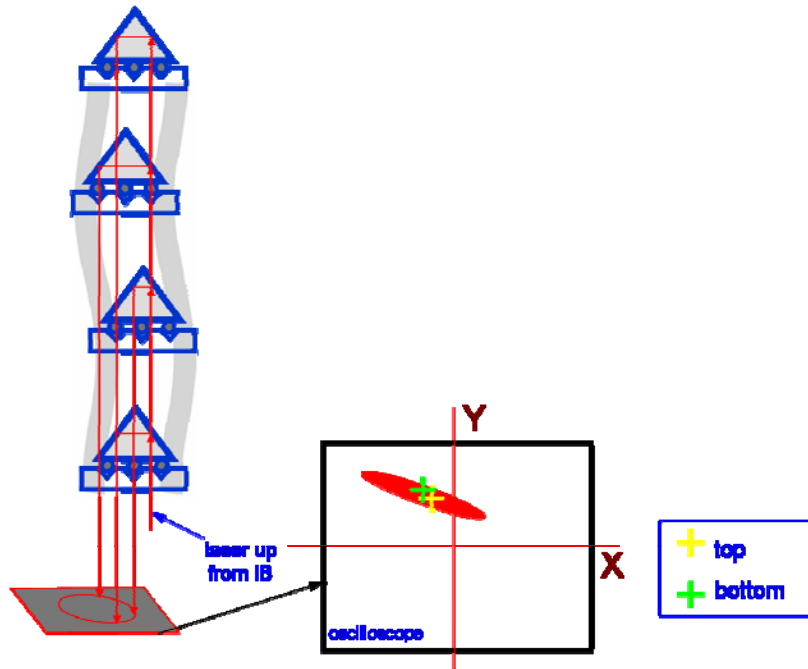 Y
laser up
from IB
X
top
bottom
oscilloscope